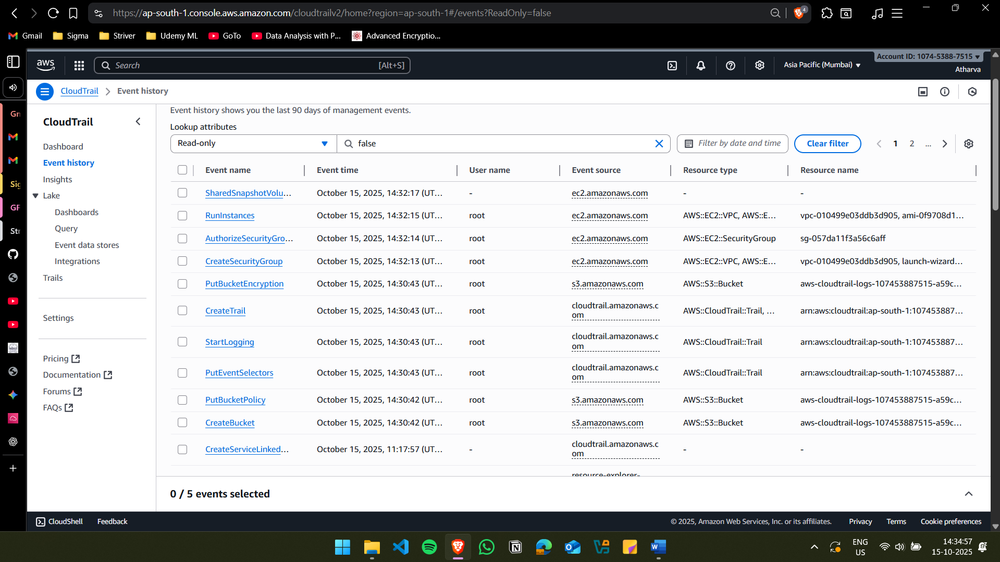 https://ap-south-1.console.aws.amazon.com/cloudtrailv2/home?region=ap-south-1#/events?ReadOnly=false
4
Gmail Sigma Striver Udemy ML GoTo Data Analysis with P... Advanced Encryptio...
aws Search [Alt+S] Asia Pacific (Mumbai) Account ID: 1074-5388-7515
Atharva
CloudTrail Event history
Gm
Sig
GF
Str
CloudTrail
Dashboard
Event history
Insights
Lake
Dashboards
Query
Event data stores
Integrations
Trails
Settings
Pricing
Documentation
Forums
FAQs
Event history shows you the last 90 days of management events.
Lookup attributes
Read-only false Filter by date and time Clear filter 1 2 ...
Event name Event time User name Event source Resource type Resource name
SharedSnapshotVolu... October 15, 2025, 14:32:17 (UT... - ec2.amazonaws.com - -
RunInstances October 15, 2025, 14:32:15 (UT... root ec2.amazonaws.com AWS::EC2::VPC, AWS::E... vpc-010499e03ddb3d905, ami-0f9708d1...
AuthorizeSecurityGro... October 15, 2025, 14:32:14 (UT... root ec2.amazonaws.com AWS::EC2::SecurityGroup sg-057da11f3a56c6aff
CreateSecurityGroup October 15, 2025, 14:32:13 (UT... root ec2.amazonaws.com AWS::EC2::VPC, AWS::E... vpc-010499e03ddb3d905, launch-wizard...
PutBucketEncryption October 15, 2025, 14:30:43 (UT... root s3.amazonaws.com AWS::S3::Bucket aws-cloudtrail-logs-107453887515-a59c...
CreateTrail October 15, 2025, 14:30:43 (UT... root cloudtrail.amazonaws.c
om AWS::CloudTrail::Trail, ... arn:aws:cloudtrail:ap-south-1:107453887...
StartLogging October 15, 2025, 14:30:43 (UT... root cloudtrail.amazonaws.c
om AWS::CloudTrail::Trail arn:aws:cloudtrail:ap-south-1:107453887...
PutEventSelectors October 15, 2025, 14:30:43 (UT... root cloudtrail.amazonaws.c
om AWS::CloudTrail::Trail arn:aws:cloudtrail:ap-south-1:107453887...
PutBucketPolicy October 15, 2025, 14:30:42 (UT... root s3.amazonaws.com AWS::S3::Bucket aws-cloudtrail-logs-107453887515-a59c...
CreateBucket October 15, 2025, 14:30:42 (UT... root s3.amazonaws.com AWS::S3::Bucket aws-cloudtrail-logs-107453887515-a59c...
CreateServiceLinked... October 15, 2025, 11:17:57 (UT... - cloudtrail.amazonaws.c
om - -
resource-explorer-
0 / 5 events selected
CloudShell Feedback © 2025, Amazon Web Services, Inc. or its affiliates. Privacy Terms Cookie preferences
ENG
US
14:34:57
15-10-2025